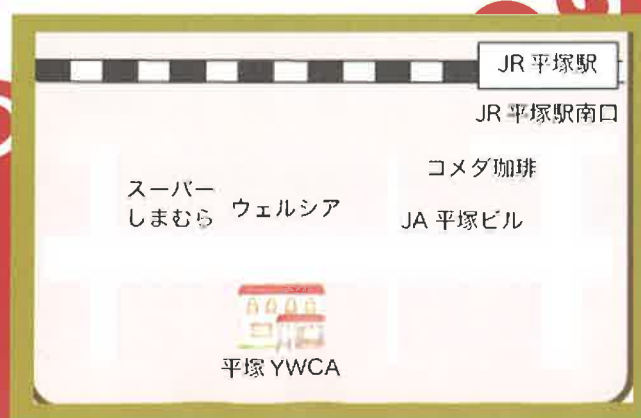 JR 平塚駅
JR 平塚駅南口
コメダ珈琲
スーパー
しまむら
ウェルシア
JA 平塚ビル
平塚 YWCA